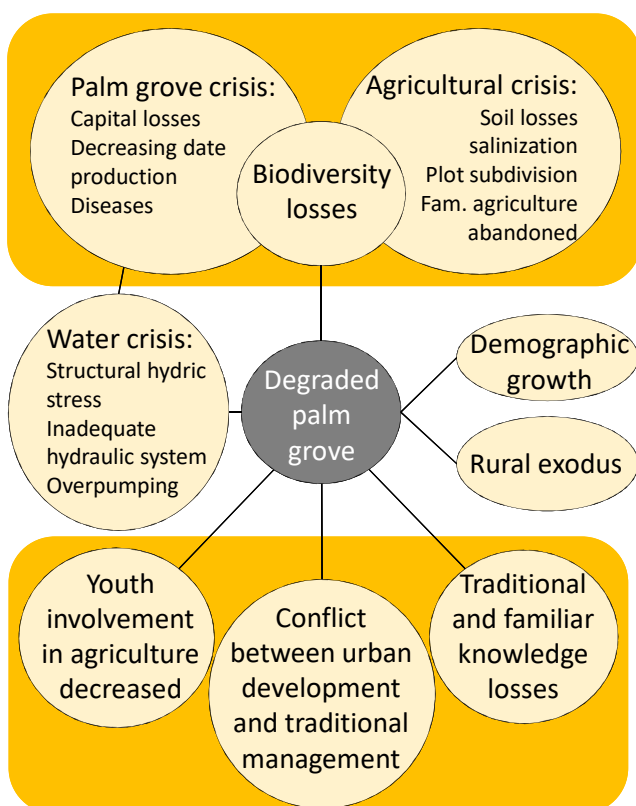 Palm grove crisis:
Capital losses
Decreasing date
production
Diseases
Agricultural crisis:
Soil losses
salinization
Plot subdivision
Fam. agriculture
abandoned
Biodiversity
losses
Water crisis:
Structural hydric
stress
Inadequate
hydraulic system
Overpumping
Degraded
palm
grove
Demographic
growth
Rural exodus
Youth
involvement
in agriculture
decreased
Conflict
between urban
development
and traditional
management
Traditional
and familiar
knowledge
losses